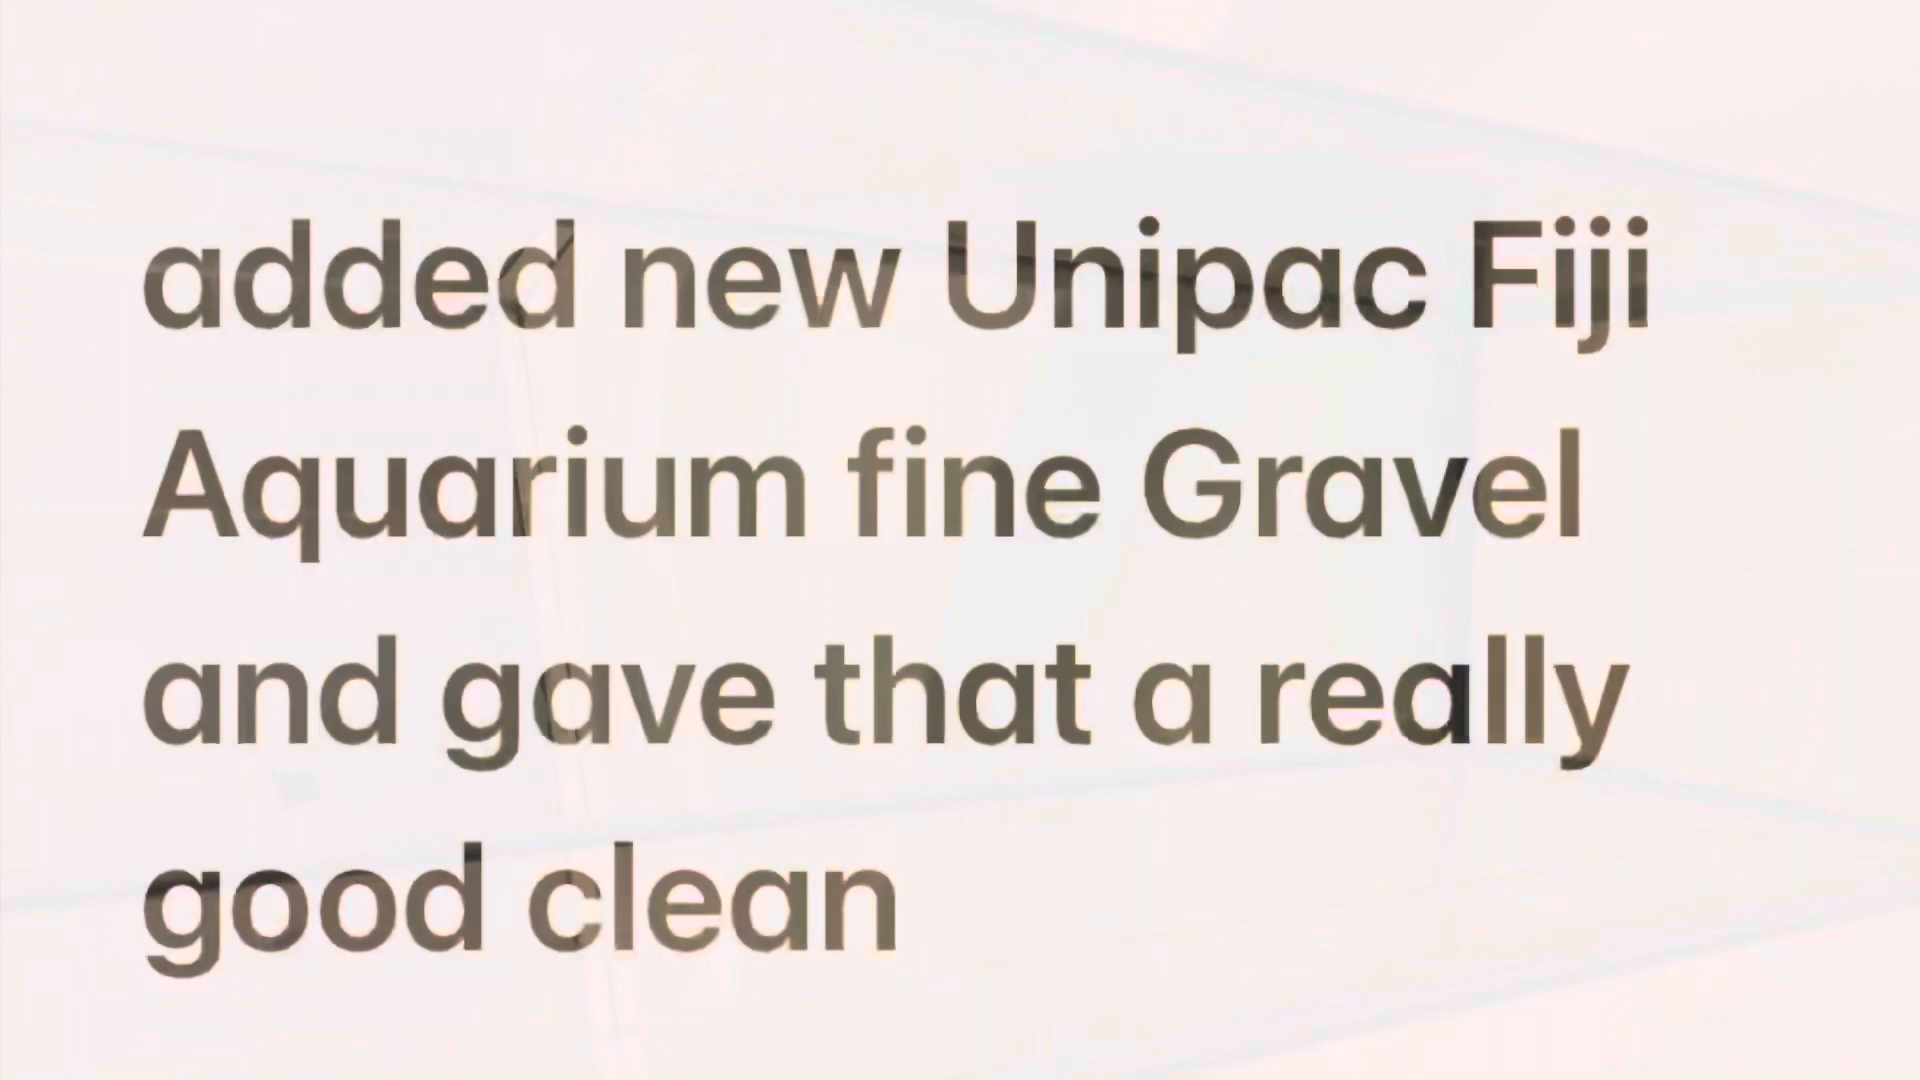 added new Unipac Fiji
Aquarium fine Gravel
and gave that a really
good clean